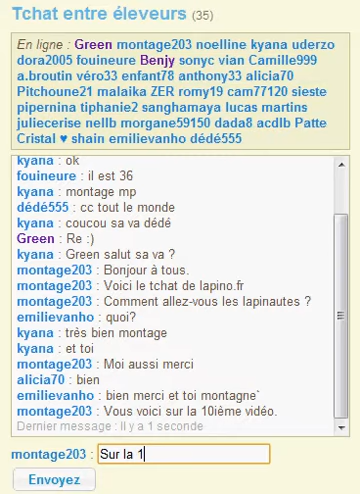 Tchat entre éleveurs (35)
En ligne : Green montage203 noelline kyana uderzo
dora2005 fouineure Benjy sonyc vian Camille999
a.broutin véro33 enfant78 anthony33 alicia70
Pitchoune21 malaika ZER romy19 cam77120 sieste
pipernina tiphanie2 sanghamaya lucas martins
juliecerise nellb morgane59150 dada8 acdlb Patte
Cristal ♥ shain emilievanho dédé555
kyana : ok
fouineure : il est 36
kyana : montage mp
dédé555 : cc tout le monde
kyana : coucou sa va dédé
Green : Re :)
kyana : Green salut sa va ?
montage203 : Bonjour à tous.
montage203 : Voici le tchat de lapino.fr
montage203 : Comment allez-vous les lapinautes ?
emilievanho : quoi?
kyana : très bien montage
kyana : et toi
montage203 : Moi aussi merci
alicia70 : bien
emilievanho : bien merci et toi montagne`
montage203 : Vous voici sur la 10ième vidéo.
Dernier message : Il y a 1 seconde
montage203 : Sur la 1
Envoyez